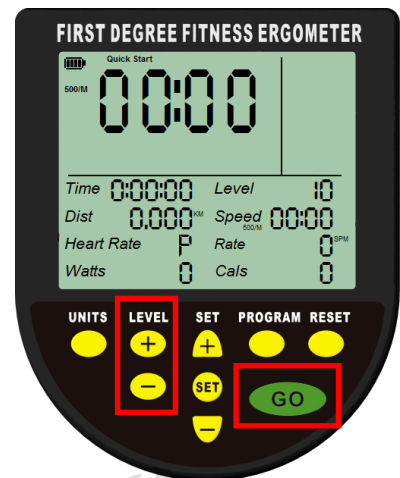 FIRST DEGREE FITNESS ERGOMETER
Quick Start
500/M 00:00
Time 0:00:00 Level 10
Dist 0.000 KM Speed 500/M 00:00
Heart Rate P Rate 0 SPM
Watts 0 Cals 0
UNITS LEVEL SET PROGRAM RESET
+ +
− SET GO
−